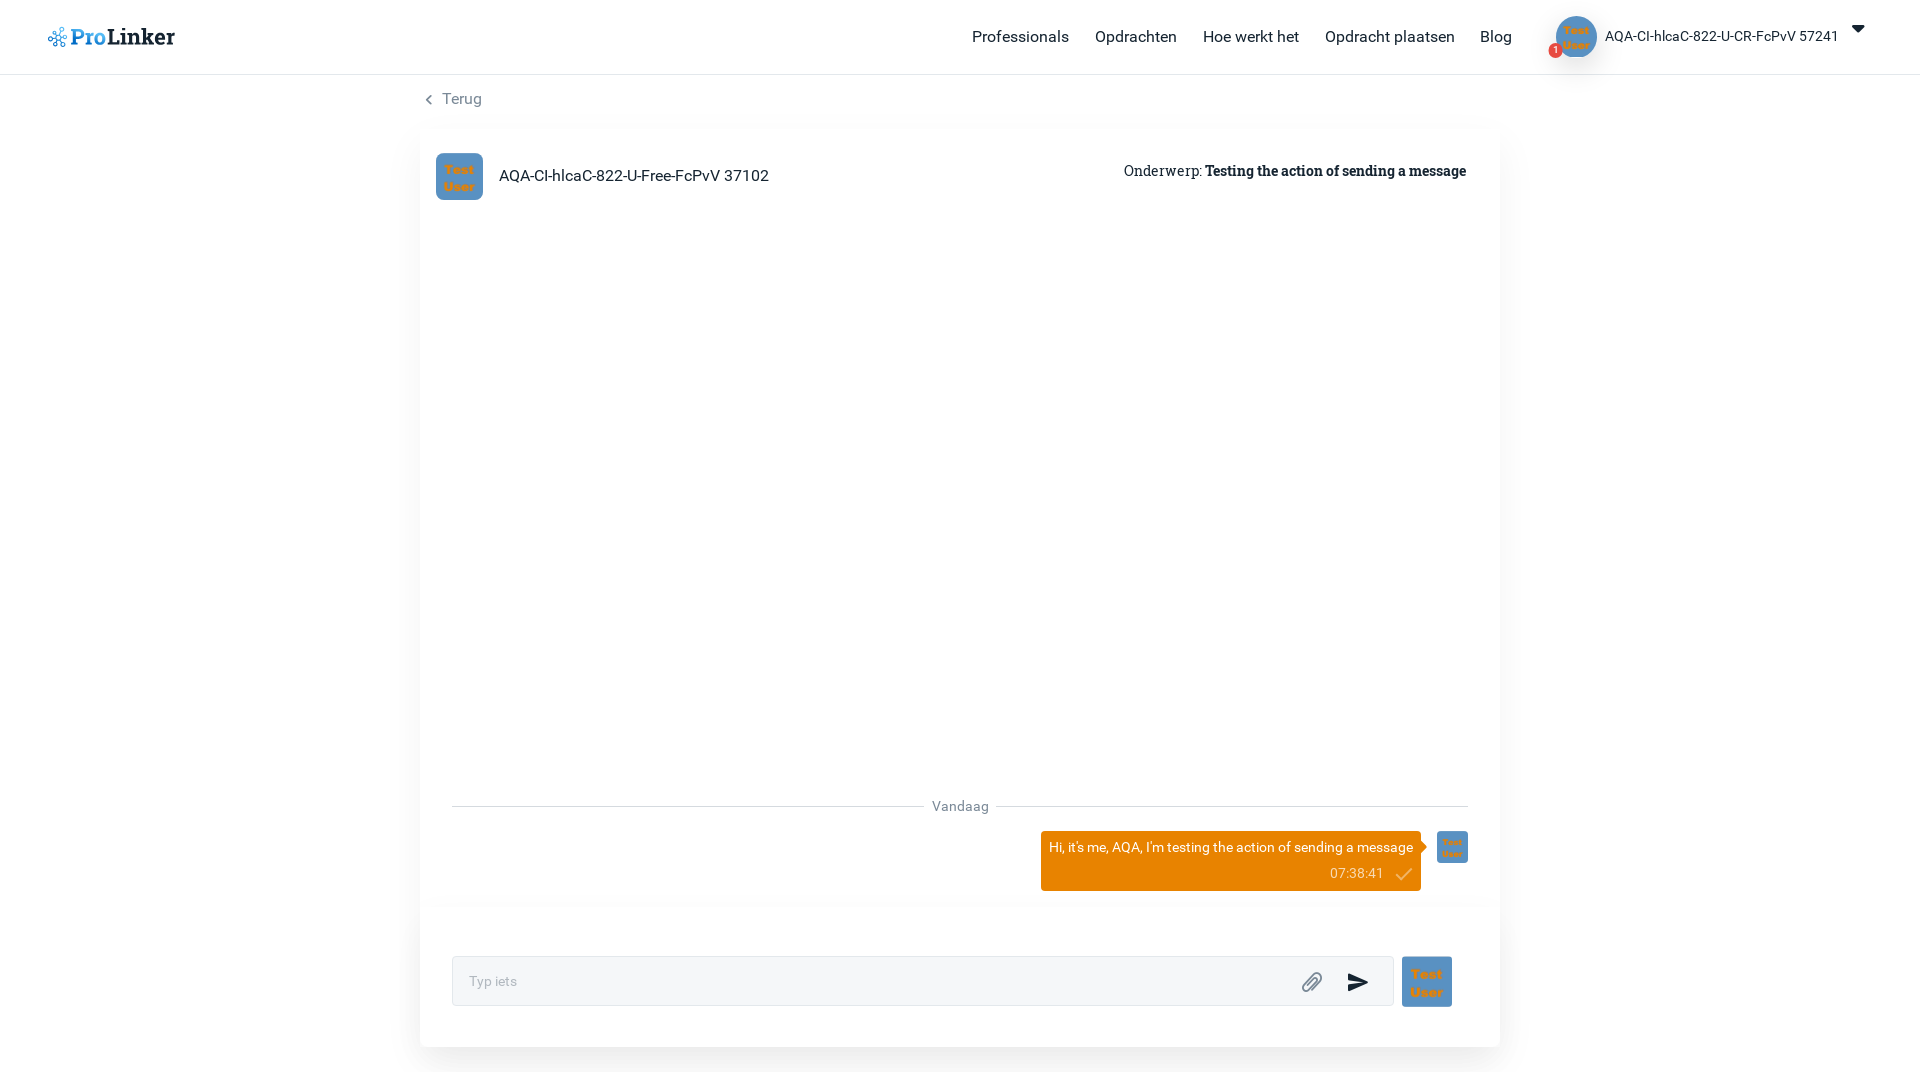 ProLinker
Professionals
Opdrachten
Hoe werkt het
Opdracht plaatsen
Blog
Test
User
1
AQA-CI-hlcaC-822-U-CR-FcPvV 57241
Terug
Test
User
AQA-CI-hlcaC-822-U-Free-FcPvV 37102
Onderwerp: Testing the action of sending a message
Vandaag
Hi, it's me, AQA, I'm testing the action of sending a message
07:38:41
Test
User
Typ iets
Test
User